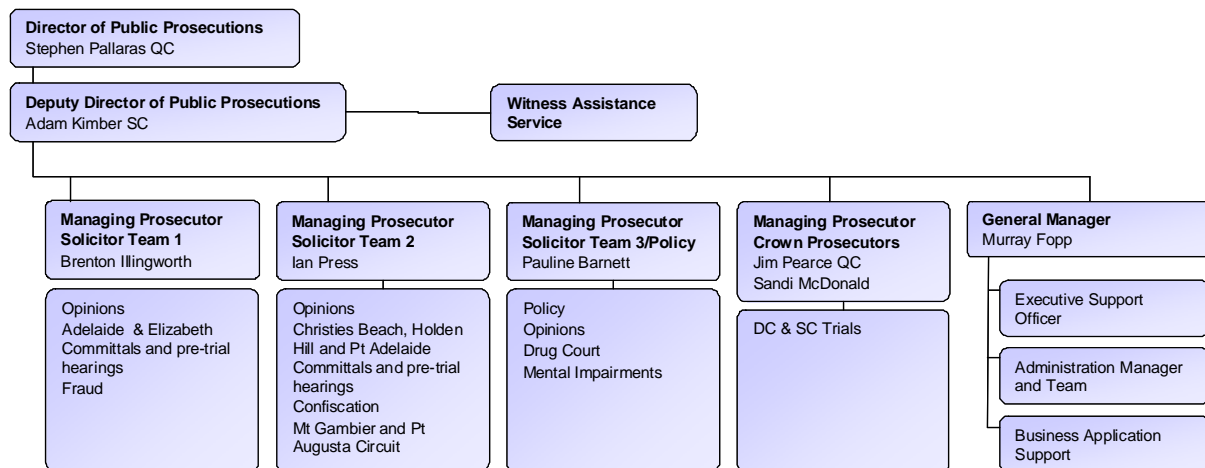 Director of Public Prosecutions
Stephen Pallaras QC
Deputy Director of Public Prosecutions
Adam Kimber SC
Witness Assistance
Service
Managing Prosecutor
Solicitor Team 1
Brenton Illingworth
Opinions
Adelaide & Elizabeth
Committals and pre-trial
hearings
Fraud
Managing Prosecutor
Solicitor Team 2
Ian Press
Opinions
Christies Beach, Holden
Hill and Pt Adelaide
Committals and pre-trial
hearings
Confiscation
Mt Gambier and Pt
Augusta Circuit
Managing Prosecutor
Solicitor Team 3/Policy
Pauline Barnett
Policy
Opinions
Drug Court
Mental Impairments
Managing Prosecutor
Crown Prosecutors
Jim Pearce QC
Sandi McDonald
DC & SC Trials
General Manager
Murray Fopp
Executive Support
Officer
Administration Manager
and Team
Business Application
Support